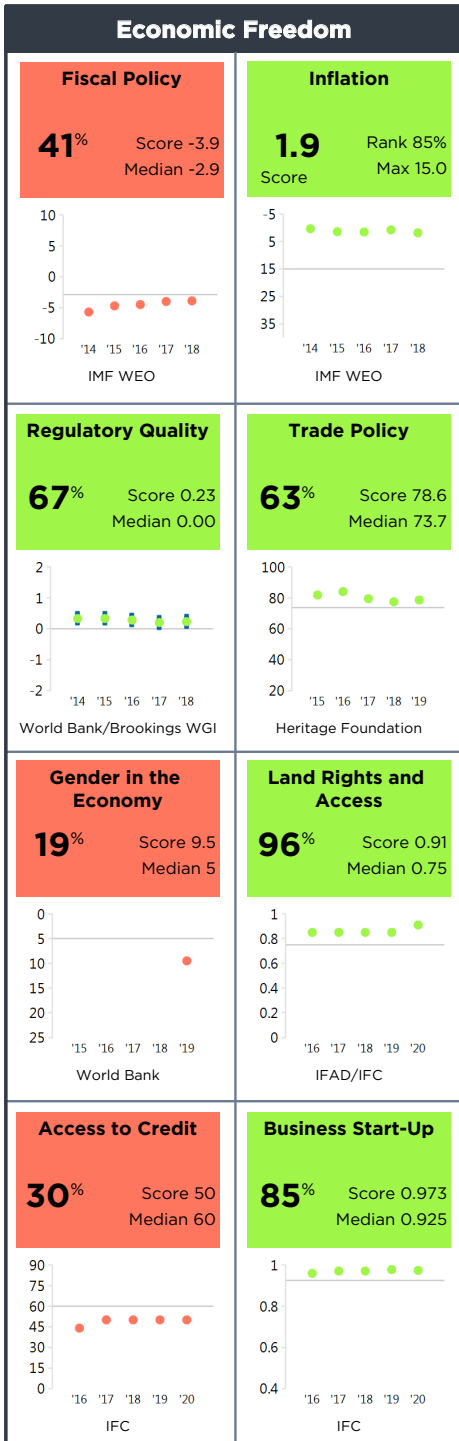 Economic Freedom
Fiscal Policy
41%
Score -3.9
Median -2.9
10
5
0
-5
-10
'14 '15 '16 '17 '18
IMF WEO
Inflation
1.9
Score
Rank 85%
Max 15.0
-5
5
15
25
35
'14 '15 '16 '17 '18
IMF WEO
Regulatory Quality
67%
Score 0.23
Median 0.00
2
1
0
-1
-2
'14 '15 '16 '17 '18
World Bank/Brookings WGI
Trade Policy
63%
Score 78.6
Median 73.7
100
80
60
40
20
'15 '16 '17 '18 '19
Heritage Foundation
Gender in the
Economy
19%
Score 9.5
Median 5
0
5
10
15
20
25
'15 '16 '17 '18 '19
World Bank
Land Rights and
Access
96%
Score 0.91
Median 0.75
1
0.8
0.6
0.4
0.2
0
'16 '17 '18 '19 '20
IFAD/IFC
Access to Credit
30%
Score 50
Median 60
90
75
60
45
30
15
0
'16 '17 '18 '19 '20
IFC
Business Start-Up
85%
Score 0.973
Median 0.925
1
0.8
0.6
0.4
'16 '17 '18 '19 '20
IFC